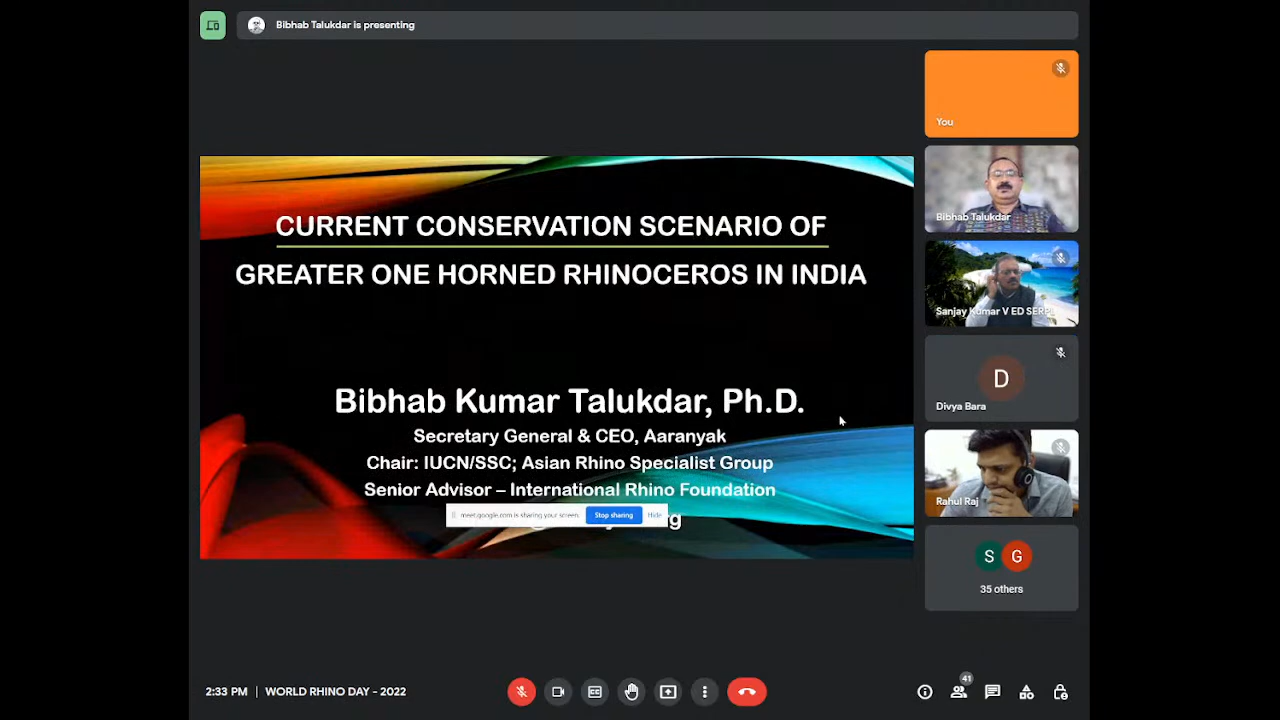 Bibhab Talukdar is presenting
You
CURRENT CONSERVATION SCENARIO OF
GREATER ONE HORNED RHINOCEROS IN INDIA
Bibhab Kumar Talukdar, Ph.D.
Secretary General & CEO, Aaranyak
Chair: IUCN/SSC; Asian Rhino Specialist Group
Senior Advisor – International Rhino Foundation
meet.google.com is sharing your screen. Stop sharing Hide
Bibhab Talukdar
Sanjay Kumar V ED
D
Divya Bara
Rahul Raj
S G
35 others
2:33 PM | WORLD RHINO DAY - 2022
41